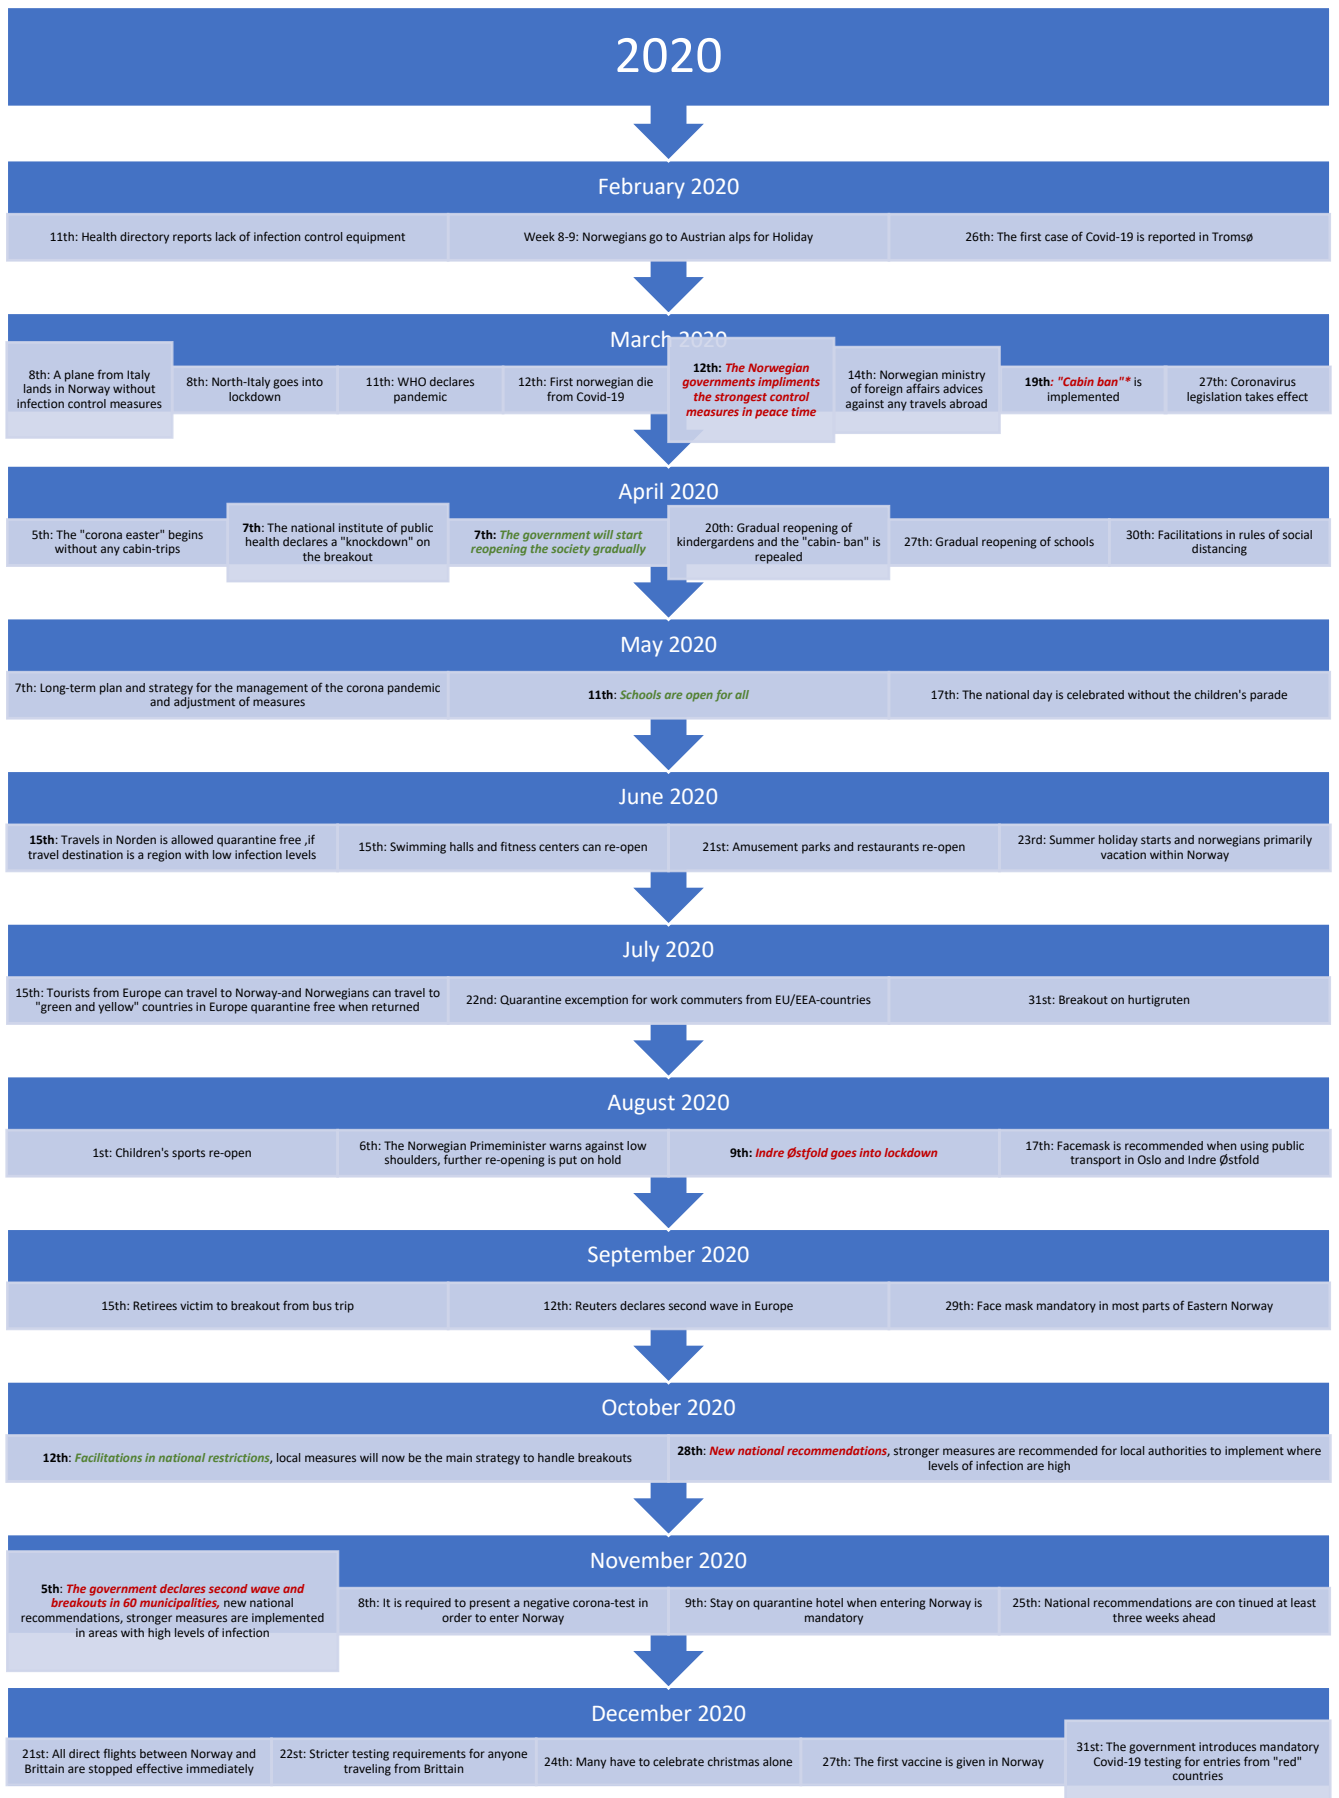 2020
February 2020
11th: Health directory reports lack of infection control equipment
Week 8-9: Norwegians go to Austrian alps for Holiday
26th: The first case of Covid-19 is reported in Tromsø
March 2020
8th: A plane from Italy
lands in Norway without
infection control measures
8th: North-Italy goes into
lockdown
11th: WHO declares
pandemic
12th: First norwegian die
from Covid-19
12th: The Norwegian
governments impliments
the strongest control
measures in peace time
14th: Norwegian ministry
of foreign affairs advices
against any travels abroad
19th: "Cabin ban"* is
implemented
27th: Coronavirus
legislation takes effect
April 2020
5th: The "corona easter" begins
without any cabin-trips
7th: The national institute of public
health declares a "knockdown" on
the breakout
7th: The government will start
reopening the society gradually
20th: Gradual reopening of
kindergardens and the "cabin- ban" is
repealed
27th: Gradual reopening of schools
30th: Facilitations in rules of social
distancing
May 2020
7th: Long-term plan and strategy for the management of the corona pandemic
and adjustment of measures
11th: Schools are open for all
17th: The national day is celebrated without the children's parade
June 2020
15th: Travels in Norden is allowed quarantine free ,if
travel destination is a region with low infection levels
15th: Swimming halls and fitness centers can re-open
21st: Amusement parks and restaurants re-open
23rd: Summer holiday starts and norwegians primarily
vacation within Norway
July 2020
15th: Tourists from Europe can travel to Norway-and Norwegians can travel to
"green and yellow" countries in Europe quarantine free when returned
22nd: Quarantine excemption for work commuters from EU/EEA-countries
31st: Breakout on hurtigruten
August 2020
1st: Children's sports re-open
6th: The Norwegian Primeminister warns against low
shoulders, further re-opening is put on hold
9th: Indre Østfold goes into lockdown
17th: Facemask is recommended when using public
transport in Oslo and Indre Østfold
September 2020
15th: Retirees victim to breakout from bus trip
12th: Reuters declares second wave in Europe
29th: Face mask mandatory in most parts of Eastern Norway
October 2020
12th: Facilitations in national restrictions, local measures will now be the main strategy to handle breakouts
28th: New national recommendations, stronger measures are recommended for local authorities to implement where
levels of infection are high
November 2020
5th: The government declares second wave and
breakouts in 60 municipalities, new national
recommendations, stronger measures are implemented
in areas with high levels of infection
8th: It is required to present a negative corona-test in
order to enter Norway
9th: Stay on quarantine hotel when entering Norway is
mandatory
25th: National recommendations are con tinued at least
three weeks ahead
December 2020
21st: All direct flights between Norway and
Brittain are stopped effective immediately
22st: Stricter testing requirements for anyone
traveling from Brittain
24th: Many have to celebrate christmas alone
27th: The first vaccine is given in Norway
31st: The government introduces mandatory
Covid-19 testing for entries from "red"
countries